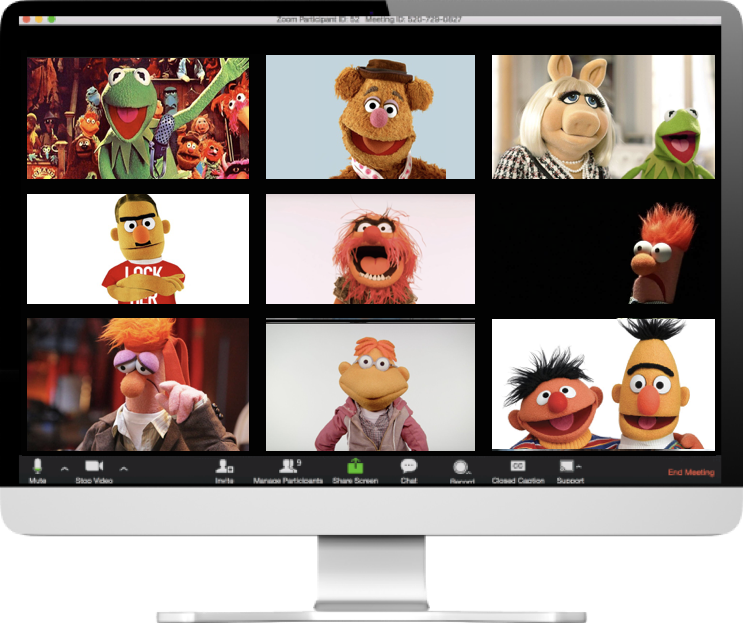 Zoom Participant ID: 52 Meeting ID: 520-729-0827
LOCK
HER
9
Mute
Stop Video
Invite
Manage Participants
Share Screen
Chat
Record
CC
Closed Caption
Support
End Meeting